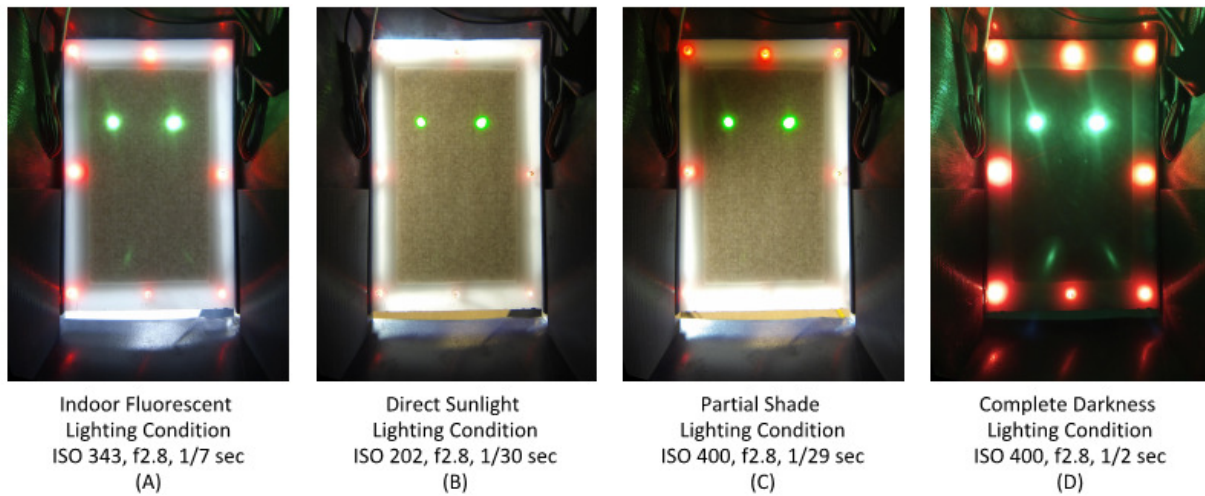 Indoor Fluorescent
Lighting Condition
ISO 343, f2.8, 1/7 sec
(A)
Direct Sunlight
Lighting Condition
ISO 202, f2.8, 1/30 sec
(B)
Partial Shade
Lighting Condition
ISO 400, f2.8, 1/29 sec
(C)
Complete Darkness
Lighting Condition
ISO 400, f2.8, 1/2 sec
(D)